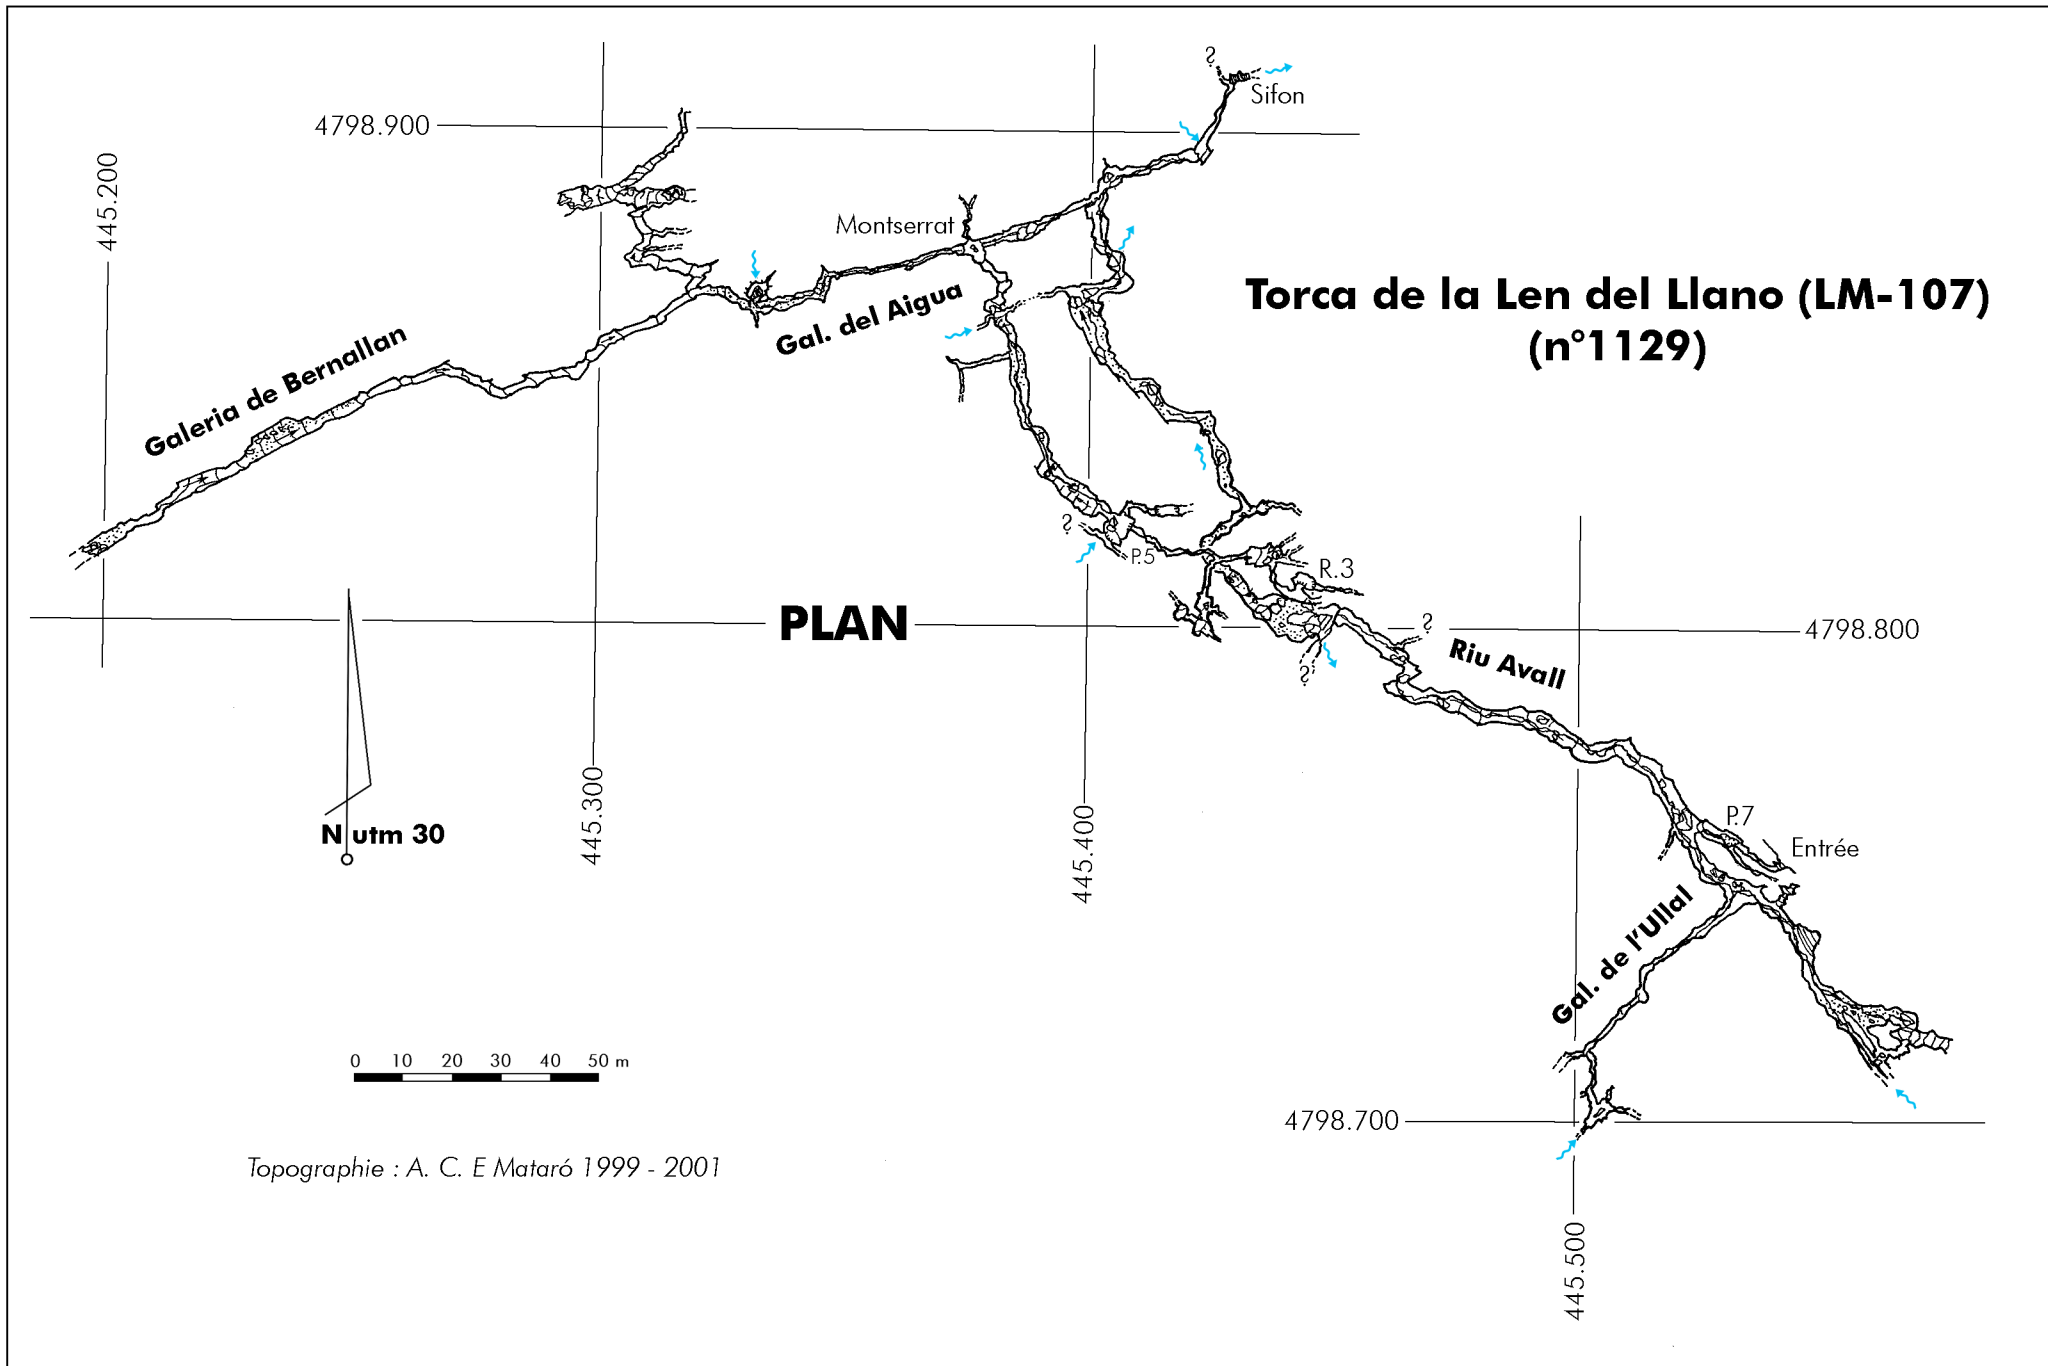 ?
Sifon
4798.900
445.200
Montserrat
Torca de la Len del Llano (LM-107)
(n°1129)
Gal. del Aigua
Galeria de Bernallan
?
P.5
R.3
PLAN
?
4798.800
Riu Avall
?
445.300
445.400
N utm 30
P.7
Entrée
Gal. de l'Ullal
0 10 20 30 40 50 m
4798.700
Topographie : A. C. E Mataró 1999 - 2001
445.500